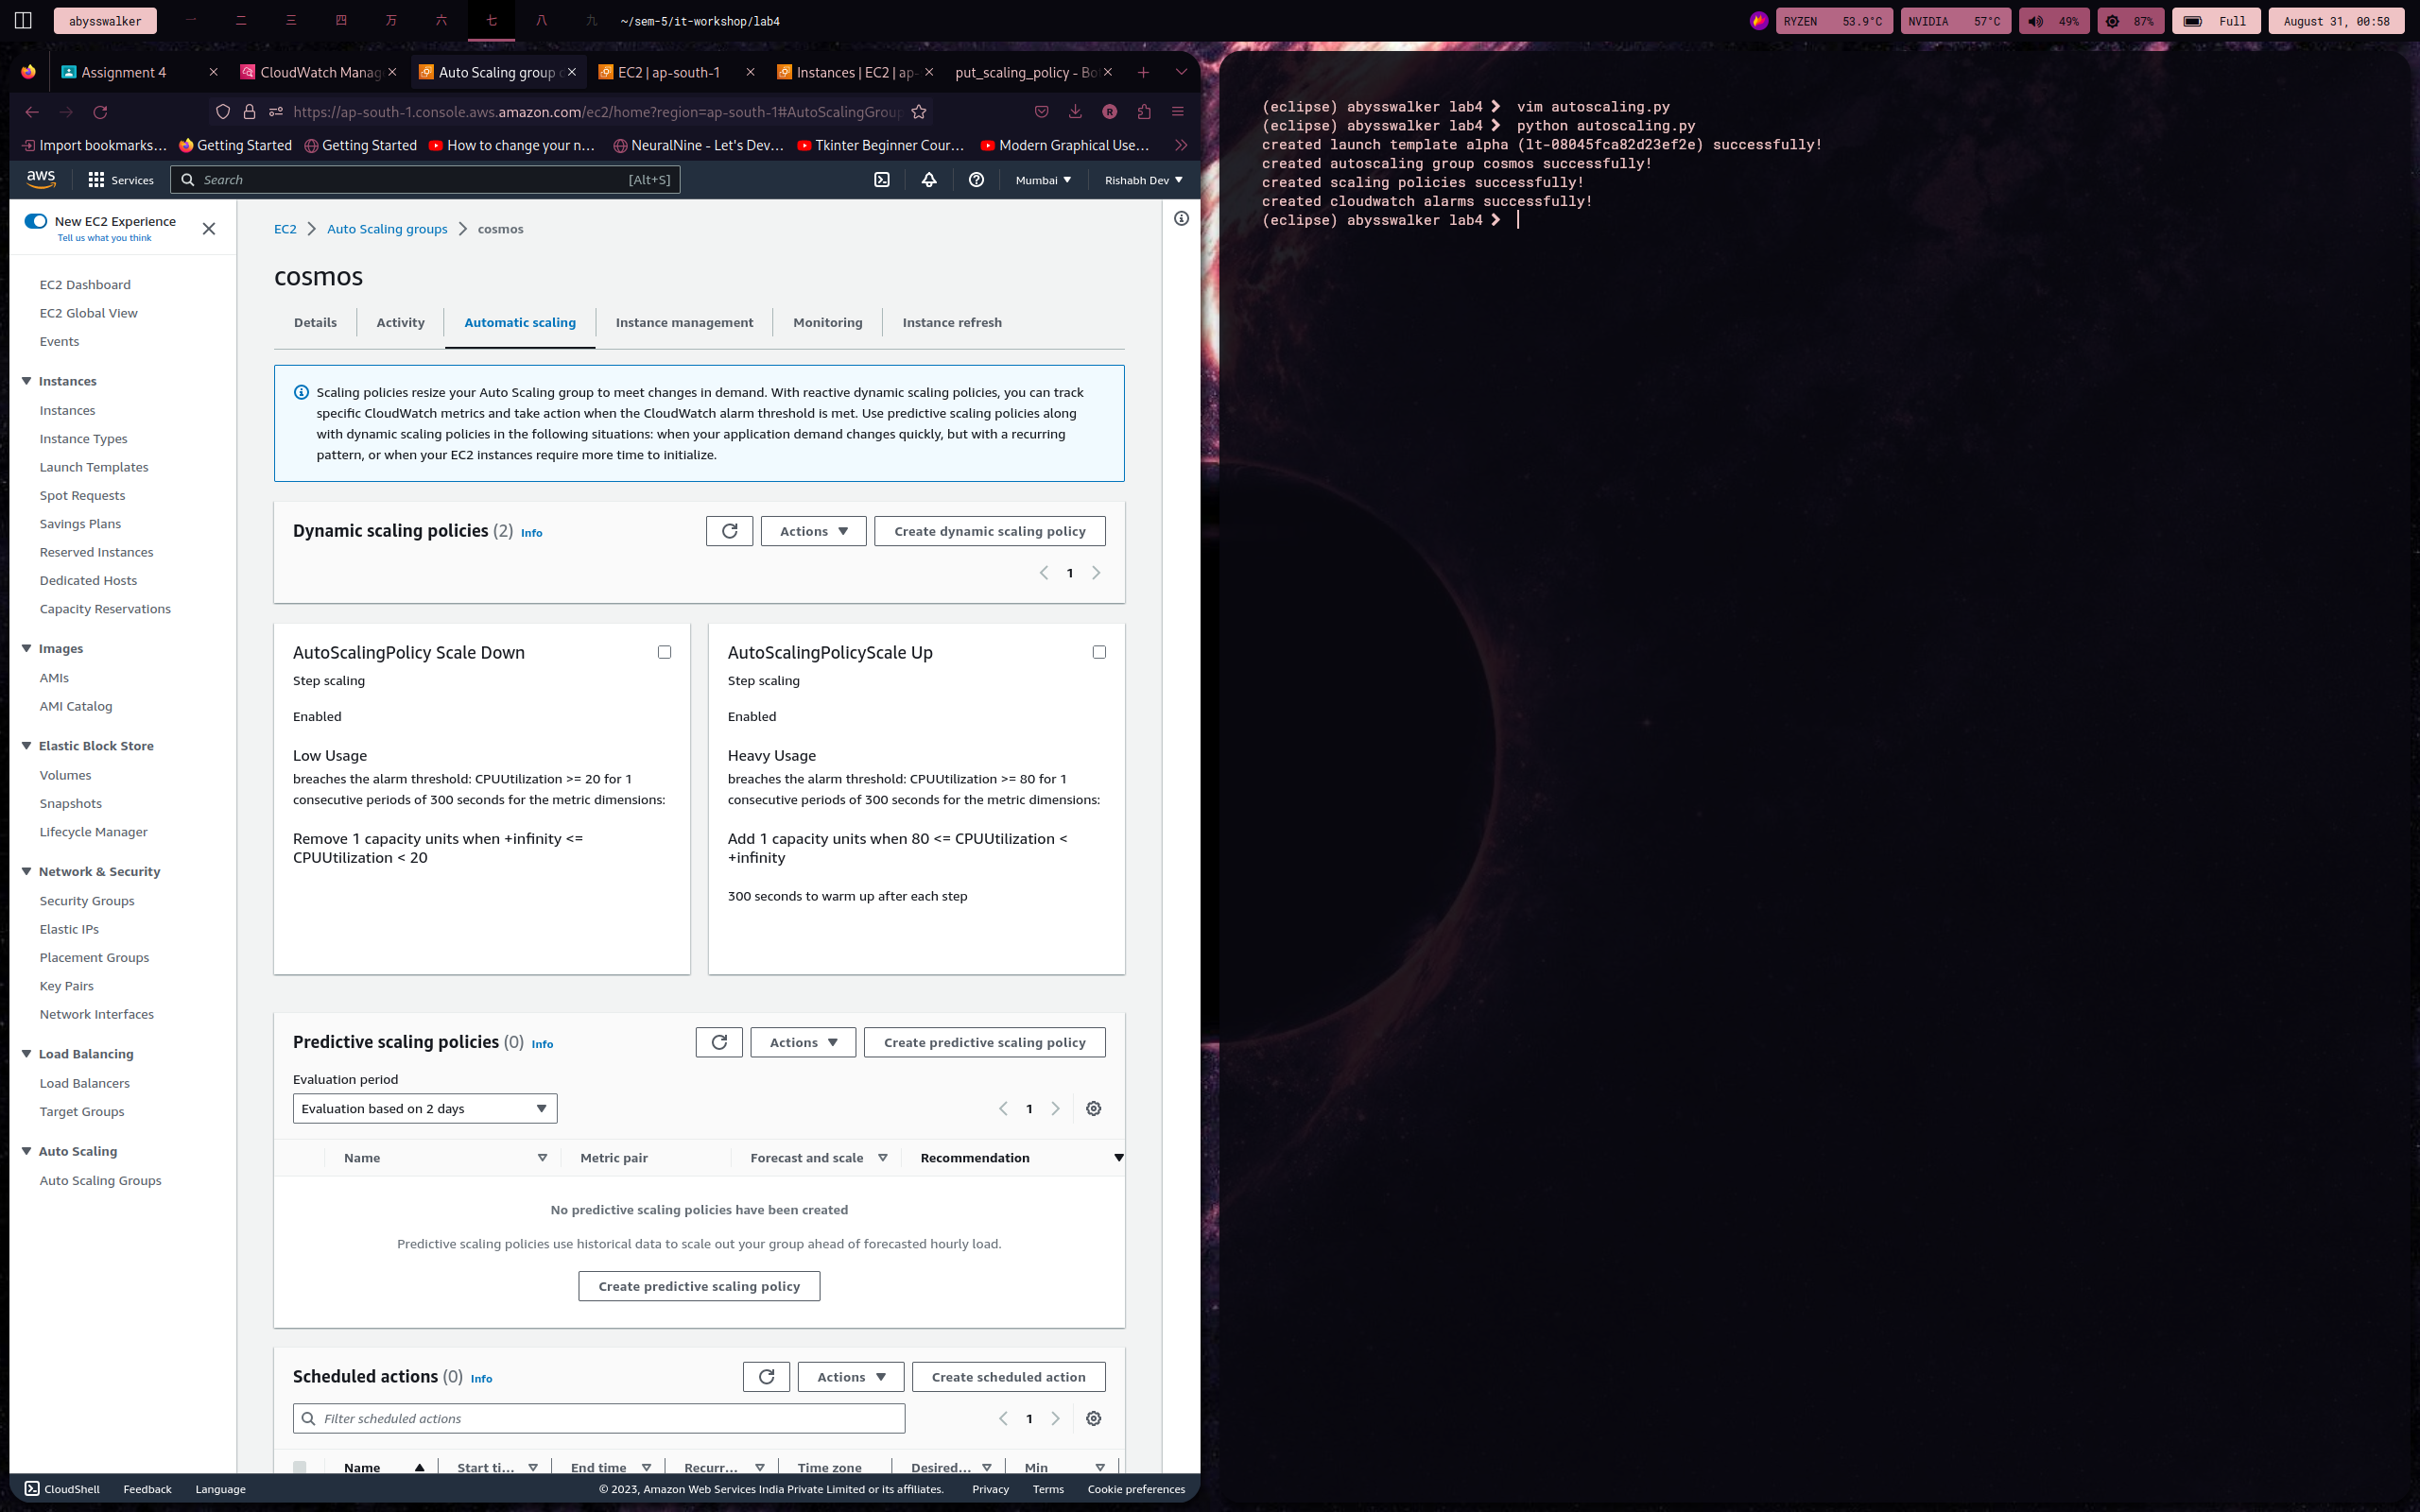 abysswalker 一 二 三 四 万 六 七 八 九 ~/sem-5/it-workshop/lab4 RYZEN 53.9°C NVIDIA 57°C 49% 87% Full August 31, 00:58
Assignment 4 CloudWatch Manag Auto Scaling group EC2 | ap-south-1 Instances | EC2 | ap- put_scaling_policy - Bo
https://ap-south-1.console.aws.amazon.com/ec2/home?region=ap-south-1#AutoScalingGroup
Import bookmarks... Getting Started Getting Started How to change your n... NeuralNine - Let's Dev... Tkinter Beginner Cour... Modern Graphical Use...
aws Services Search [Alt+S] Mumbai Rishabh Dev
New EC2 Experience
Tell us what you think
EC2 Dashboard
EC2 Global View
Events
Instances
Instances
Instance Types
Launch Templates
Spot Requests
Savings Plans
Reserved Instances
Dedicated Hosts
Capacity Reservations
Images
AMIs
AMI Catalog
Elastic Block Store
Volumes
Snapshots
Lifecycle Manager
Network & Security
Security Groups
Elastic IPs
Placement Groups
Key Pairs
Network Interfaces
Load Balancing
Load Balancers
Target Groups
Auto Scaling
Auto Scaling Groups
EC2 > Auto Scaling groups > cosmos
cosmos
Details Activity Automatic scaling Instance management Monitoring Instance refresh
Scaling policies resize your Auto Scaling group to meet changes in demand. With reactive dynamic scaling policies, you can track
specific CloudWatch metrics and take action when the CloudWatch alarm threshold is met. Use predictive scaling policies along
with dynamic scaling policies in the following situations: when your application demand changes quickly, but with a recurring
pattern, or when your EC2 instances require more time to initialize.
Dynamic scaling policies (2) Info Actions Create dynamic scaling policy
1
AutoScalingPolicy Scale Down
Step scaling
Enabled
Low Usage
breaches the alarm threshold: CPUUtilization >= 20 for 1
consecutive periods of 300 seconds for the metric dimensions:
Remove 1 capacity units when +infinity <=
CPUUtilization < 20
AutoScalingPolicyScale Up
Step scaling
Enabled
Heavy Usage
breaches the alarm threshold: CPUUtilization >= 80 for 1
consecutive periods of 300 seconds for the metric dimensions:
Add 1 capacity units when 80 <= CPUUtilization <
+infinity
300 seconds to warm up after each step
Predictive scaling policies (0) Info Actions Create predictive scaling policy
Evaluation period
Evaluation based on 2 days 1
Name Metric pair Forecast and scale Recommendation
No predictive scaling policies have been created
Predictive scaling policies use historical data to scale out your group ahead of forecasted hourly load.
Create predictive scaling policy
Scheduled actions (0) Info Actions Create scheduled action
Filter scheduled actions 1
Name Start ti... End time Recurr... Time zone Desired... Min
CloudShell Feedback Language © 2023, Amazon Web Services India Private Limited or its affiliates. Privacy Terms Cookie preferences
(eclipse) abysswalker lab4 ❯ vim autoscaling.py
(eclipse) abysswalker lab4 ❯ python autoscaling.py
created launch template alpha (lt-08045fca82d23ef2e) successfully!
created autoscaling group cosmos successfully!
created scaling policies successfully!
created cloudwatch alarms successfully!
(eclipse) abysswalker lab4 ❯